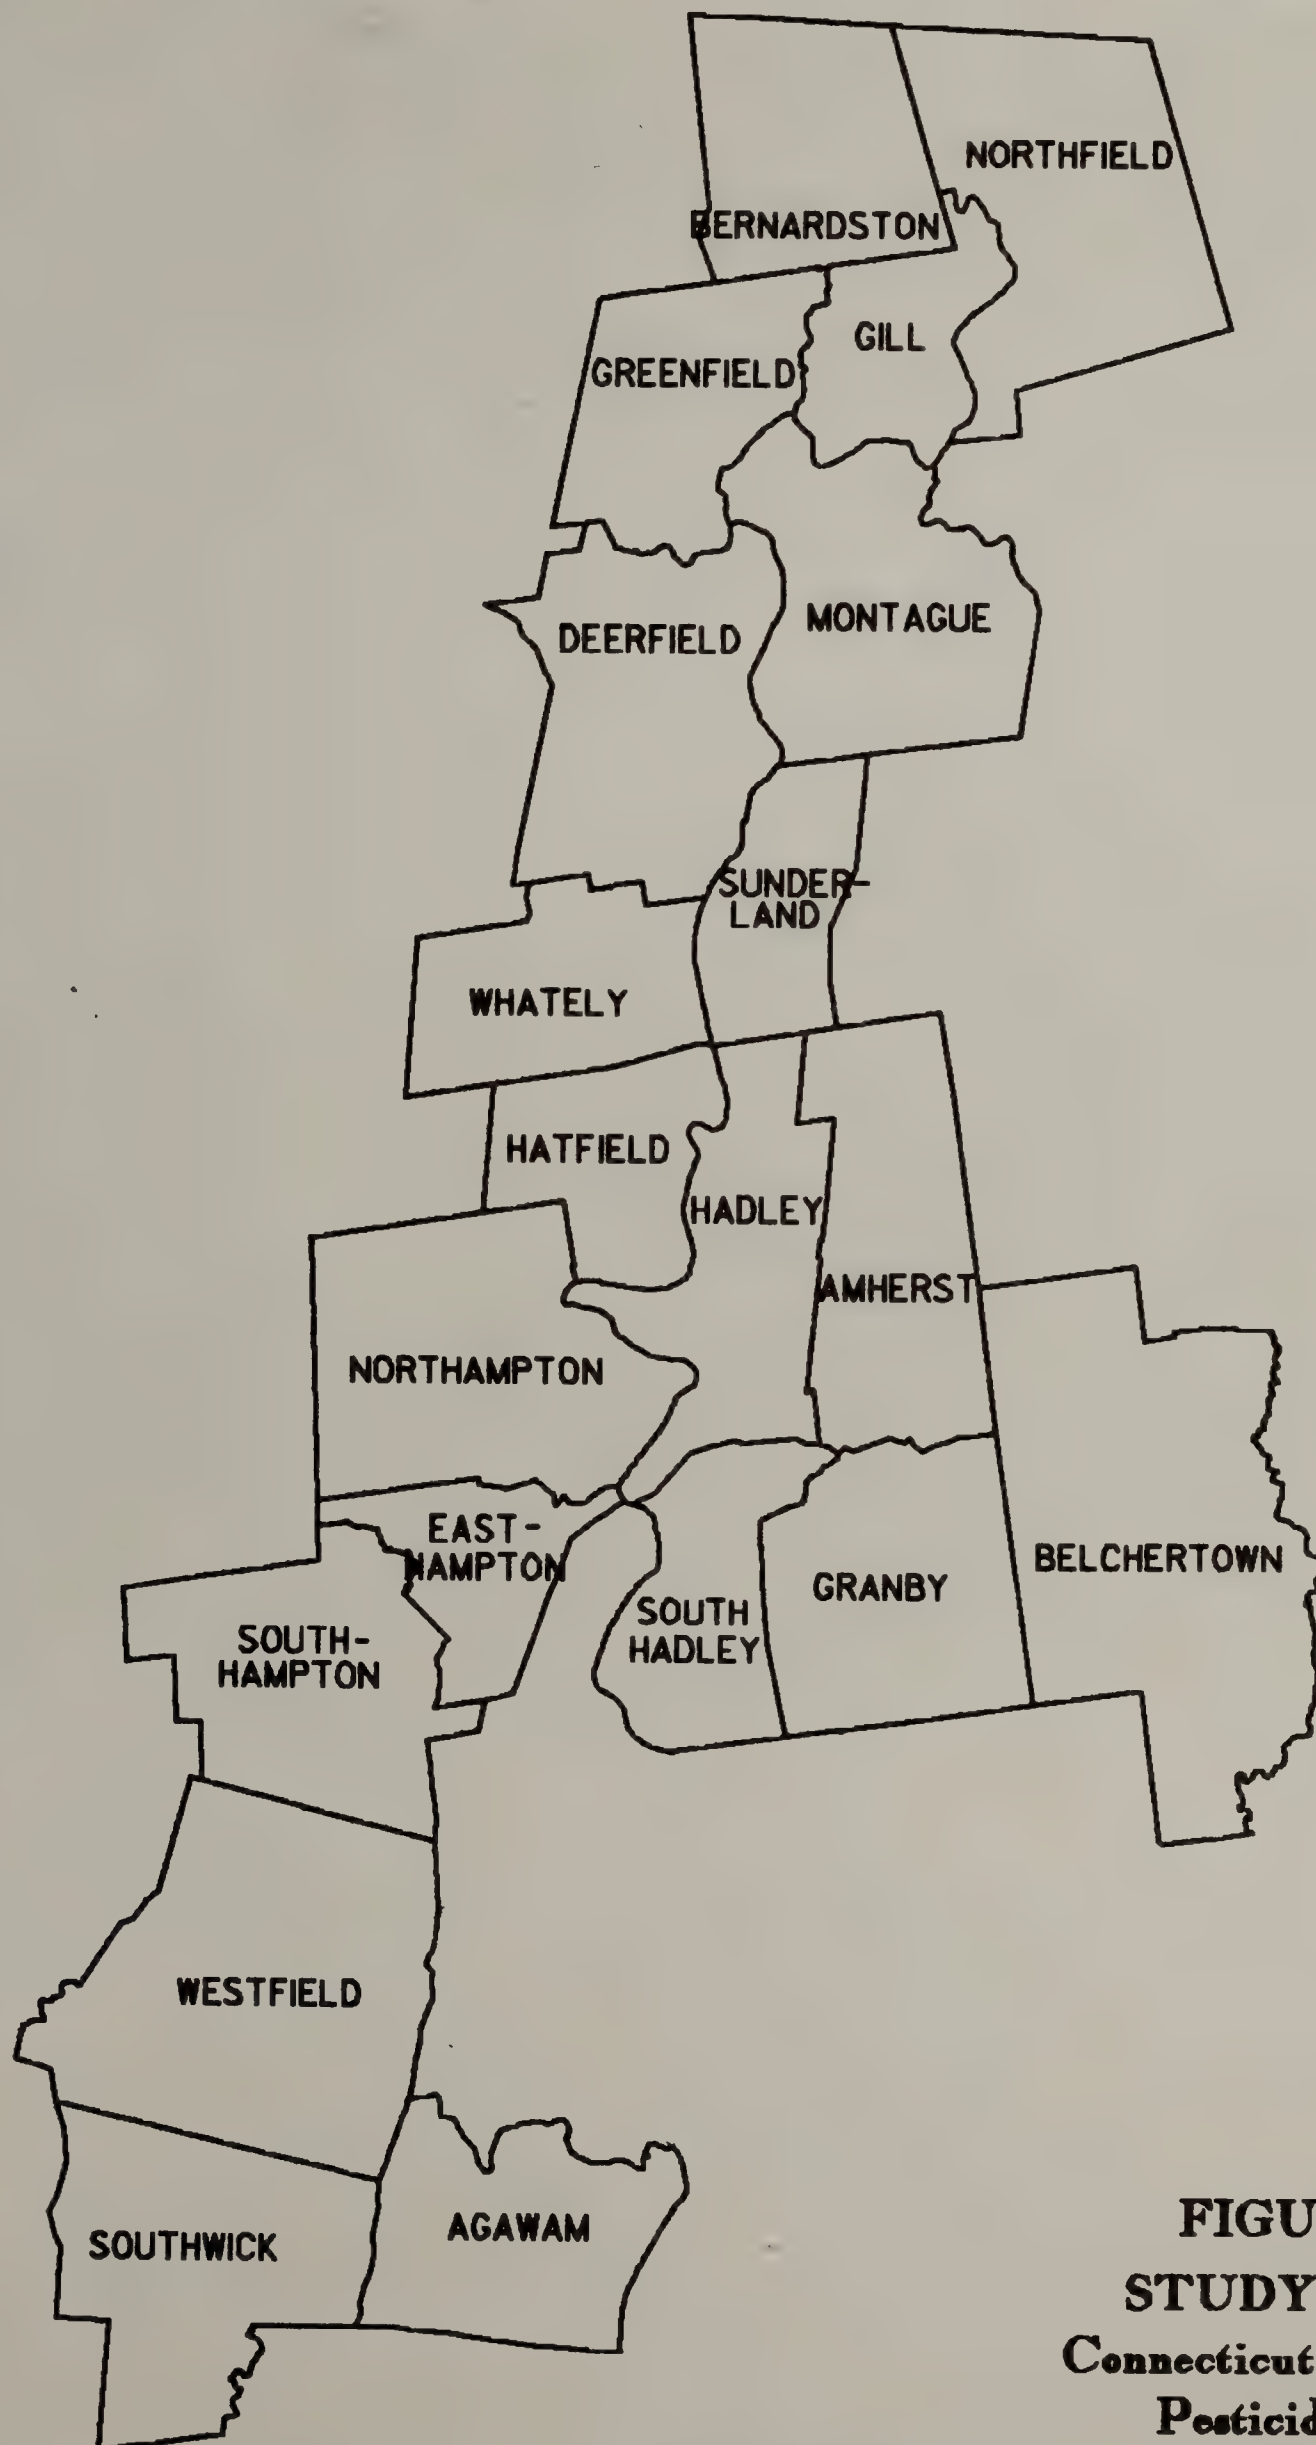 NORTHFIELD
BERNARDSTON
GILL
GREENFIELD
MONTAGUE
DEERFIELD
SUNDER-
LAND
WHATELY
HATFIELD
HADLEY
AMHERST
NORTHAMPTON
EAST-
HAMPTON
BELCHERTOWN
GRANBY
SOUTH
HADLEY
SOUTH-
HAMPTON
WESTFIELD
AGAWAM
SOUTHWICK
FIGU
STUDY
Connecticut
Pesticid